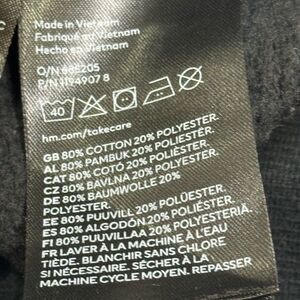 Made in Vietnam
Fabriqué au Vietnam
Hecho en Vietnam
O/N 685205
P/N 1194907 8
40
hm.com/takecare
GB 80% COTTON 20% POLYESTER.
AL 80% PAMBUK 20% POLIESTER.
CAT 80% COTÓ 20% POLIÈSTER.
CZ 80% BAVLNA 20% POLYESTER.
DE 80% BAUMWOLLE 20%
POLYESTER.
EE 80% PUUVILL 20% POLÜESTER.
ES 80% ALGODÓN 20% POLIÉSTER.
FI 80% PUUVILLAA 20% POLYESTERIÄ.
FR LAVER À LA MACHINE À L'EAU
TIÈDE. BLANCHIR SANS CHLORE
SI NÉCESSAIRE. SÉCHER À LA
MACHINE CYCLE MOYEN. REPASSER